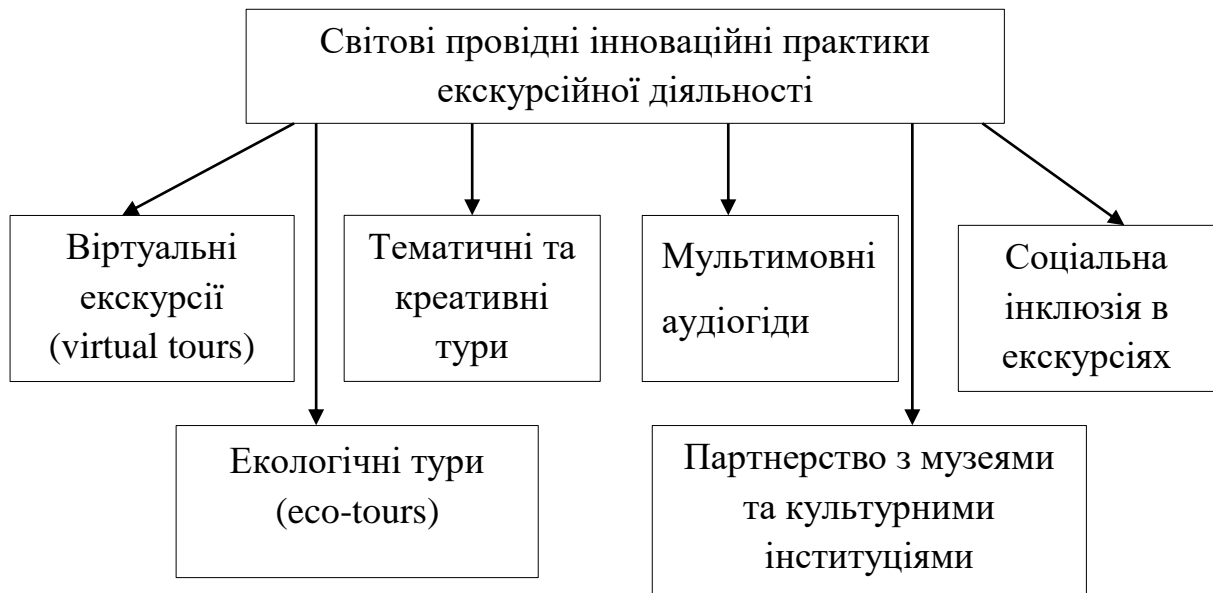 Світові провідні інноваційні практики
екскурсійної діяльності
Віртуальні
екскурсії
(virtual tours)
Тематичні та
креативні
тури
Мультимовні
аудіогіди
Соціальна
інклюзія в
екскурсіях
Екологічні тури
(eco-tours)
Партнерство з музеями
та культурними
інституціями